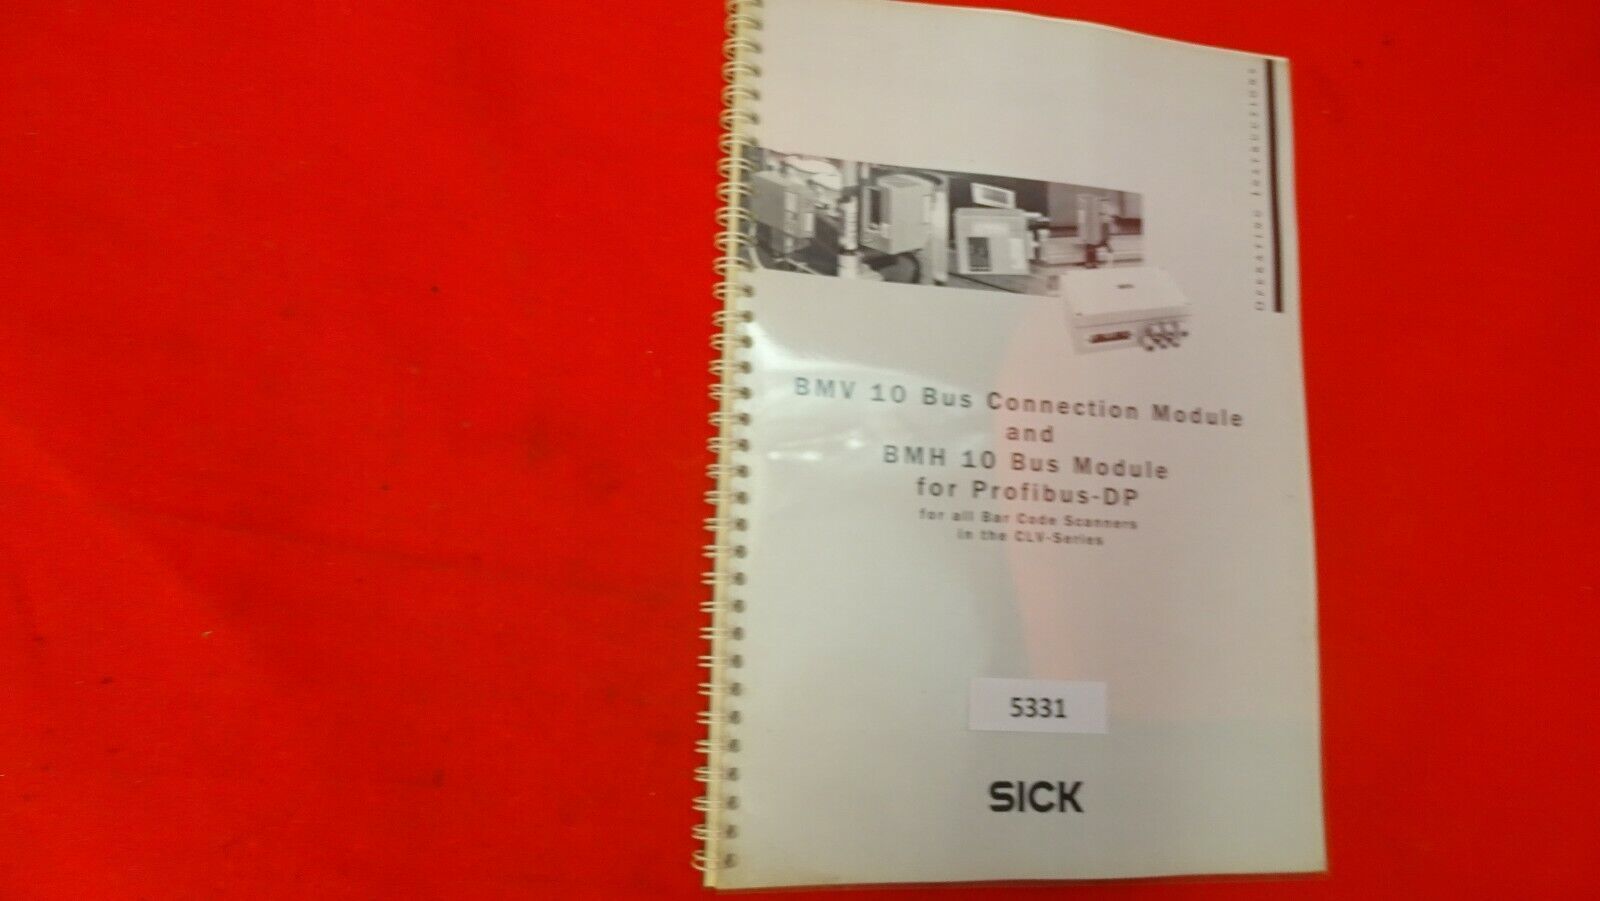 OPERATING INSTRUCTIONS
BMV 10 Bus Connection Module
and
BMH 10 Bus Module
for Profibus-DP
for all Bar Code Scanners
in the CLV-Series
5331
SICK